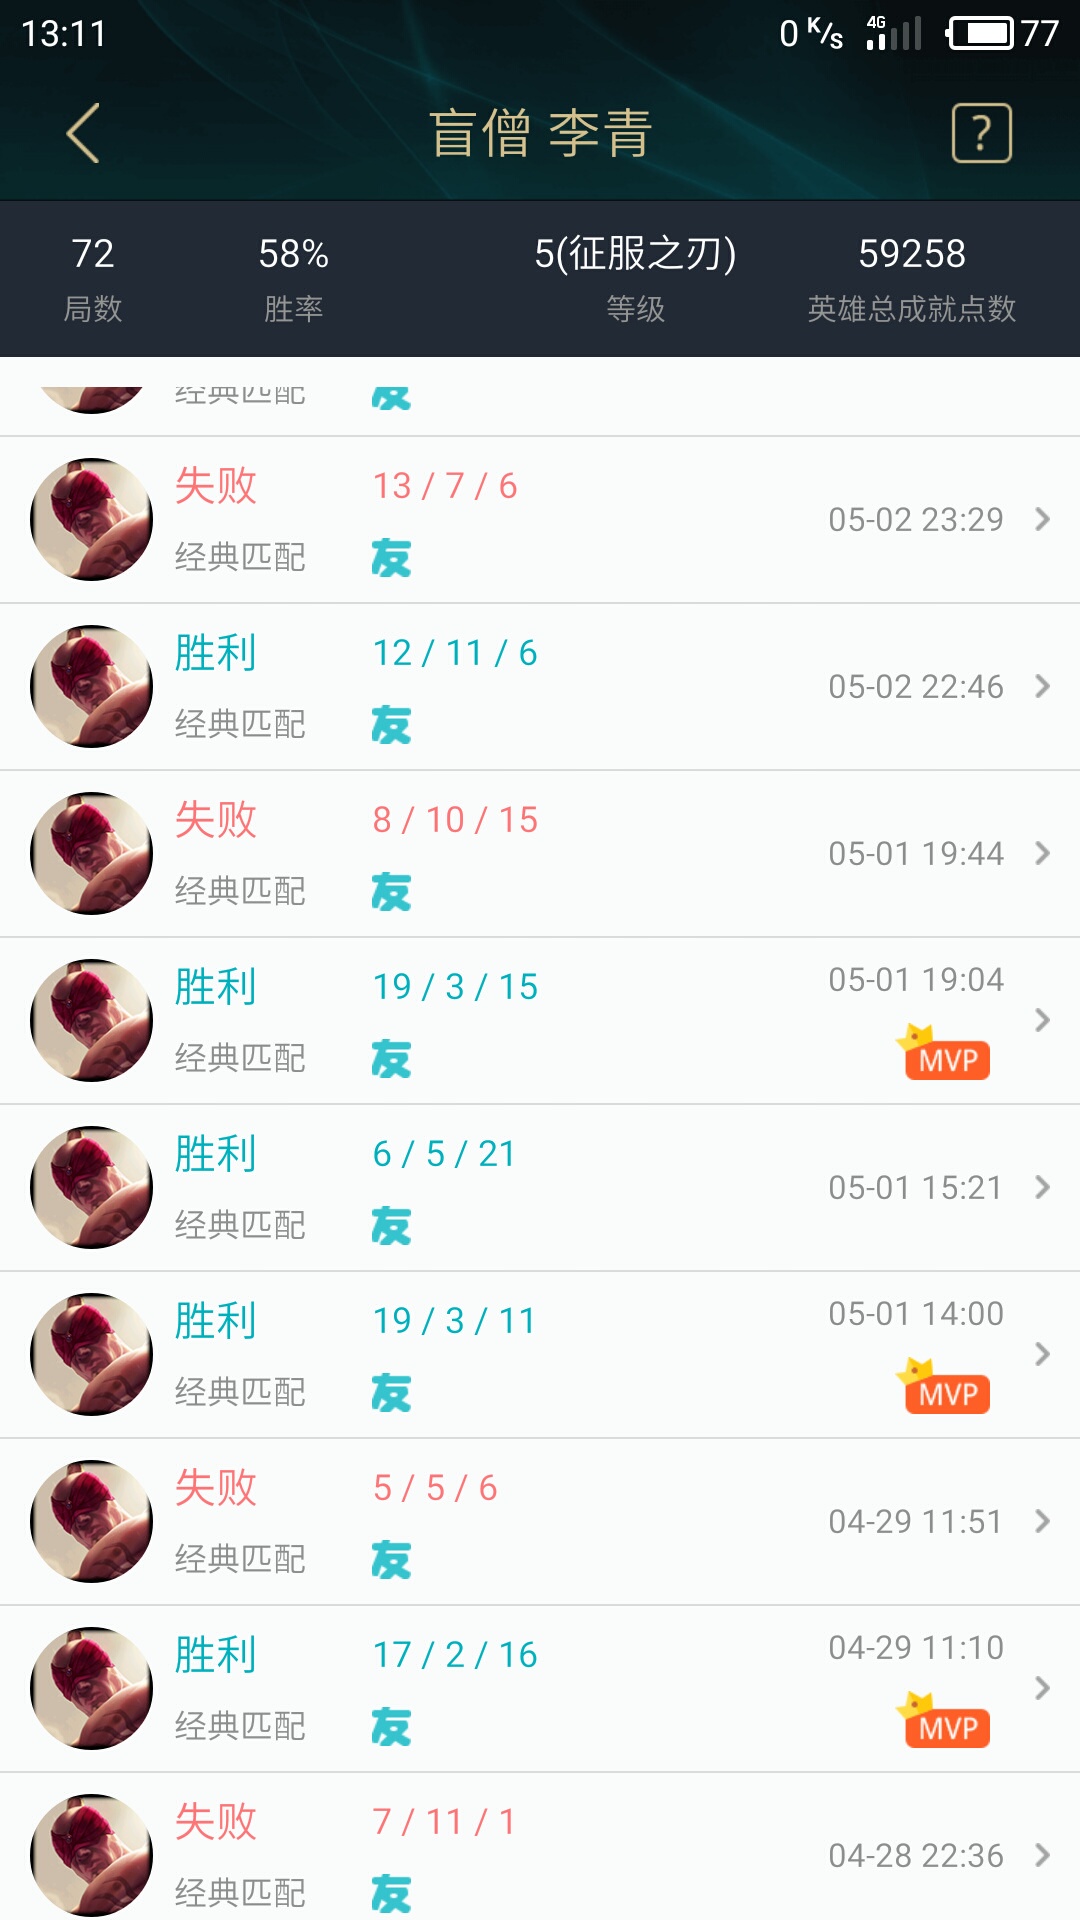 13:11
0 K/s 4G 77
盲僧 李青 ?
72 58% 5(征服之刃) 59258
局数 胜率 等级 英雄总成就点数
经典匹配 友
失败 13 / 7 / 6
05-02 23:29
经典匹配 友
胜利 12 / 11 / 6
05-02 22:46
经典匹配 友
失败 8 / 10 / 15
05-01 19:44
经典匹配 友
胜利 19 / 3 / 15 05-01 19:04
经典匹配 友 MVP
胜利 6 / 5 / 21
05-01 15:21
经典匹配 友
胜利 19 / 3 / 11 05-01 14:00
经典匹配 友 MVP
失败 5 / 5 / 6
04-29 11:51
经典匹配 友
胜利 17 / 2 / 16 04-29 11:10
经典匹配 友 MVP
失败 7 / 11 / 1
04-28 22:36
经典匹配 友